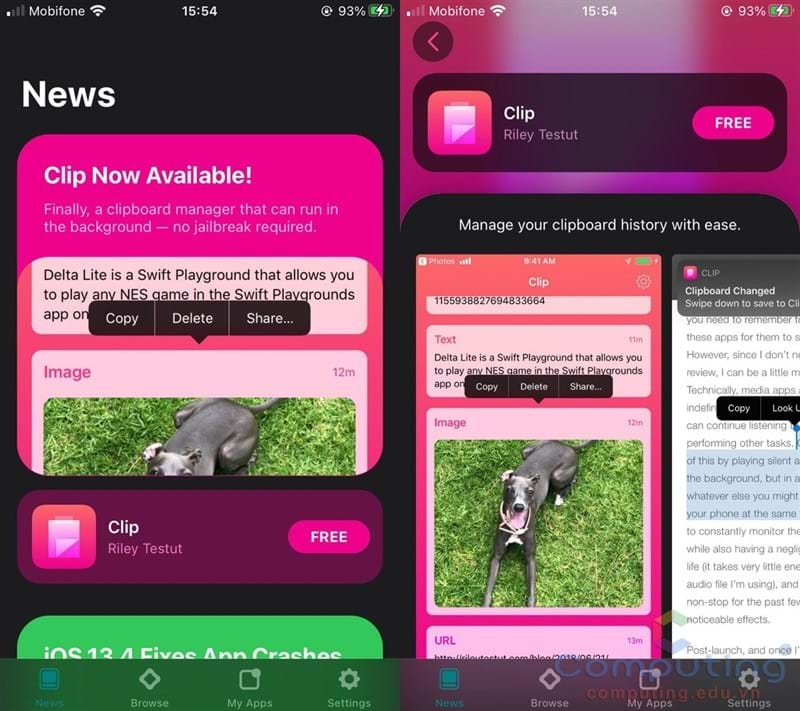 Mobifone 15:54 93%
News
Clip Now Available!
Finally, a clipboard manager that can run in
the background — no jailbreak required.
Delta Lite is a Swift Playground that allows you
to play any NES game in the Swift Playgrounds
app on
Copy Delete Share...
Image 12m
Clip
Riley Testut
FREE
iOS 13.4 Fixes App Crashes
News Browse My Apps Settings
Mobifone 15:54 93%
Clip
Riley Testut
FREE
Manage your clipboard history with ease.
Photos 9:41 AM
Clip
1155938827694833664
Text 11m
Delta Lite is a Swift Playground that allows you
to play any NES game in the Swift Playgrounds
app on
Copy Delete Share...
Image 12m
URL 13m
http://rileytestut.com/blog/2018/06/21/
CLIP
Clipboard Changed
Swipe down to save to Cli
you need to remember t
these apps for them to s
However, since I don't n
review, I can be a little m
Technically, media apps
indefin
Copy Look U
can continue listening
performing other tasks.
of this by playing silent a
the background, but in a
whatever else you might
your phone at the same
to constantly monitor the
while also having a neglig
life (it takes very little ene
audio file I'm using), and
non-stop for the past few
noticeable effects.
Post-launch, and once I'
Computing
computing.edu.vn
News Browse My Apps Settings